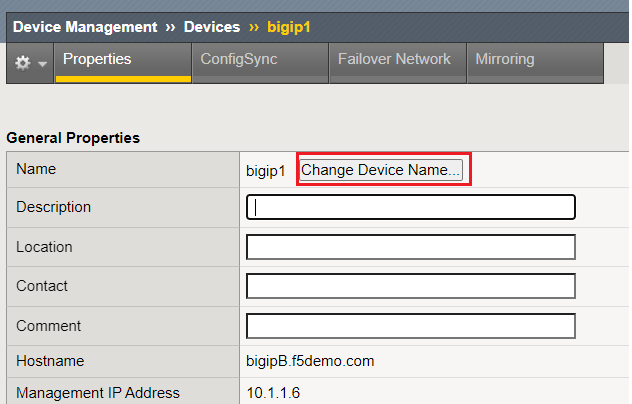 Device Management ›› Devices ›› bigip1
Properties ConfigSync Failover Network Mirroring
General Properties
Name bigip1 Change Device Name...
Description
Location
Contact
Comment
Hostname bigipB.f5demo.com
Management IP Address 10.1.1.6